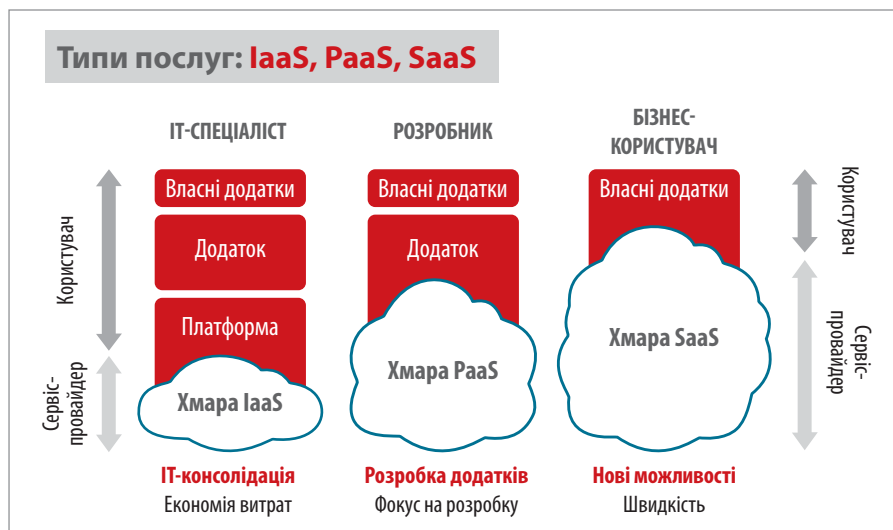 Типи послуг: IaaS, PaaS, SaaS
ІТ-СПЕЦІАЛІСТ
РОЗРОБНИК
БІЗНЕС-
КОРИСТУВАЧ
Користувач
Сервіс-
провайдер
Власні додатки
Додаток
Платформа
Хмара IaaS
Власні додатки
Додаток
Хмара PaaS
Власні додатки
Хмара SaaS
Користувач
Сервіс-
провайдер
ІТ-консолідація
Економія витрат
Розробка додатків
Фокус на розробку
Нові можливості
Швидкість